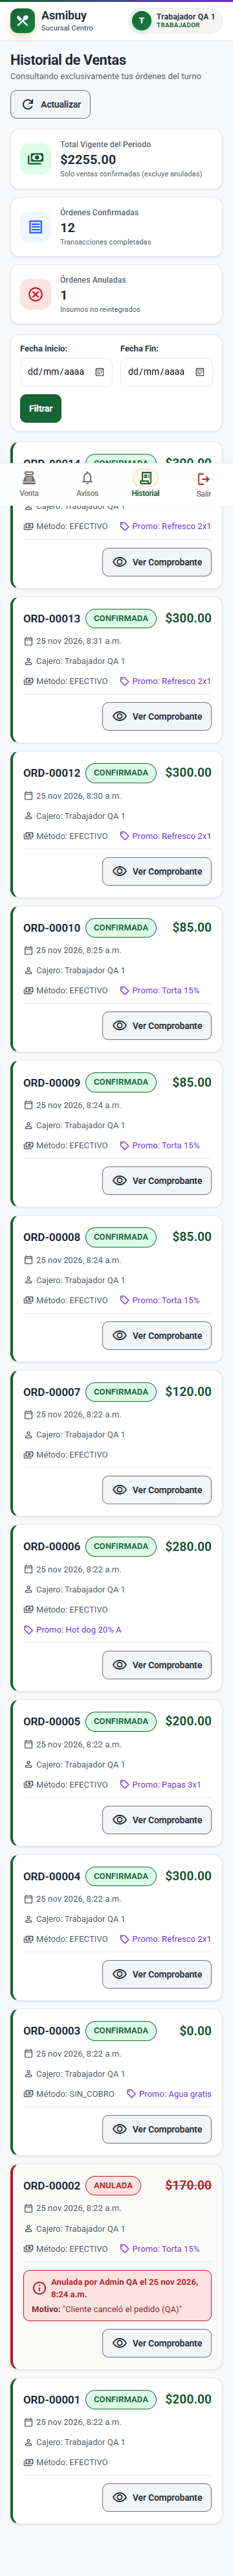 Asmibuy
Sucursal Centro
T
Trabajador QA 1
TRABAJADOR
Historial de Ventas
Consultando exclusivamente tus órdenes del turno
Actualizar
Total Vigente del Periodo
$2255.00
Solo ventas confirmadas (excluye anuladas)
Órdenes Confirmadas
12
Transacciones completadas
Órdenes Anuladas
1
Insumos no reintegrados
Fecha Inicio:
Fecha Fin:
dd/mm/aaaa
dd/mm/aaaa
Filtrar
Venta
Avisos
Historial
Salir
Método: EFECTIVO
Promo: Refresco 2x1
Ver Comprobante
ORD-00013
CONFIRMADA
$300.00
25 nov 2026, 8:31 a.m.
Cajero: Trabajador QA 1
Método: EFECTIVO
Promo: Refresco 2x1
Ver Comprobante
ORD-00012
CONFIRMADA
$300.00
25 nov 2026, 8:30 a.m.
Cajero: Trabajador QA 1
Método: EFECTIVO
Promo: Refresco 2x1
Ver Comprobante
ORD-00010
CONFIRMADA
$85.00
25 nov 2026, 8:25 a.m.
Cajero: Trabajador QA 1
Método: EFECTIVO
Promo: Torta 15%
Ver Comprobante
ORD-00009
CONFIRMADA
$85.00
25 nov 2026, 8:24 a.m.
Cajero: Trabajador QA 1
Método: EFECTIVO
Promo: Torta 15%
Ver Comprobante
ORD-00008
CONFIRMADA
$85.00
25 nov 2026, 8:24 a.m.
Cajero: Trabajador QA 1
Método: EFECTIVO
Promo: Torta 15%
Ver Comprobante
ORD-00007
CONFIRMADA
$120.00
25 nov 2026, 8:22 a.m.
Cajero: Trabajador QA 1
Método: EFECTIVO
Ver Comprobante
ORD-00006
CONFIRMADA
$280.00
25 nov 2026, 8:22 a.m.
Cajero: Trabajador QA 1
Método: EFECTIVO
Promo: Hot dog 20% A
Ver Comprobante
ORD-00005
CONFIRMADA
$200.00
25 nov 2026, 8:22 a.m.
Cajero: Trabajador QA 1
Método: EFECTIVO
Promo: Papas 3x1
Ver Comprobante
ORD-00004
CONFIRMADA
$300.00
25 nov 2026, 8:22 a.m.
Cajero: Trabajador QA 1
Método: EFECTIVO
Promo: Refresco 2x1
Ver Comprobante
ORD-00003
CONFIRMADA
$0.00
25 nov 2026, 8:22 a.m.
Cajero: Trabajador QA 1
Método: SIN_COBRO
Promo: Agua gratis
Ver Comprobante
ORD-00002
ANULADA
$170.00
25 nov 2026, 8:22 a.m.
Cajero: Trabajador QA 1
Método: EFECTIVO
Promo: Torta 15%
Anulada por Admin QA el 25 nov 2026,
8:24 a.m.
Motivo: "Cliente canceló el pedido (QA)"
Ver Comprobante
ORD-00001
CONFIRMADA
$200.00
25 nov 2026, 8:22 a.m.
Cajero: Trabajador QA 1
Método: EFECTIVO
Ver Comprobante